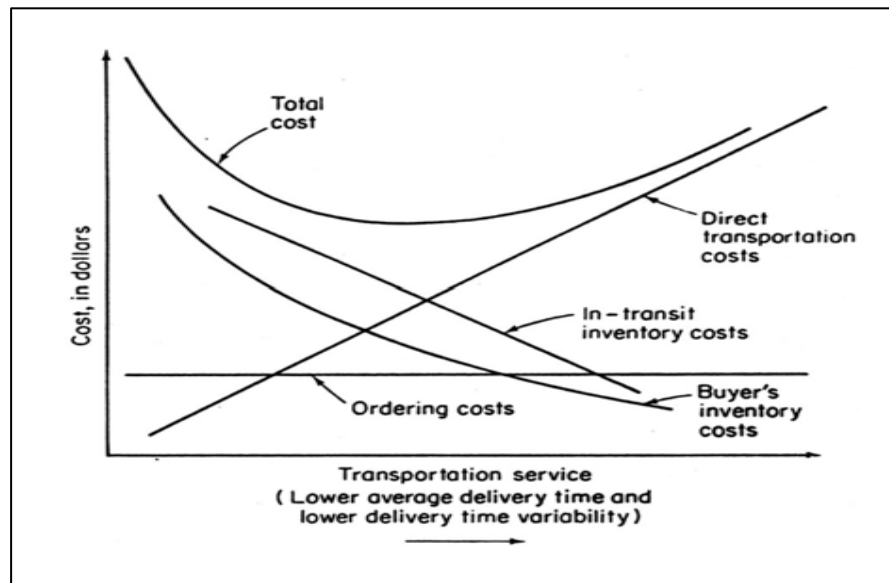 Total
cost
Direct
transportation
costs
In-transit
inventory costs
Ordering costs
Buyer's
inventory
costs
Cost, in dollars
Transportation service
(Lower average delivery time and
lower delivery time variability)